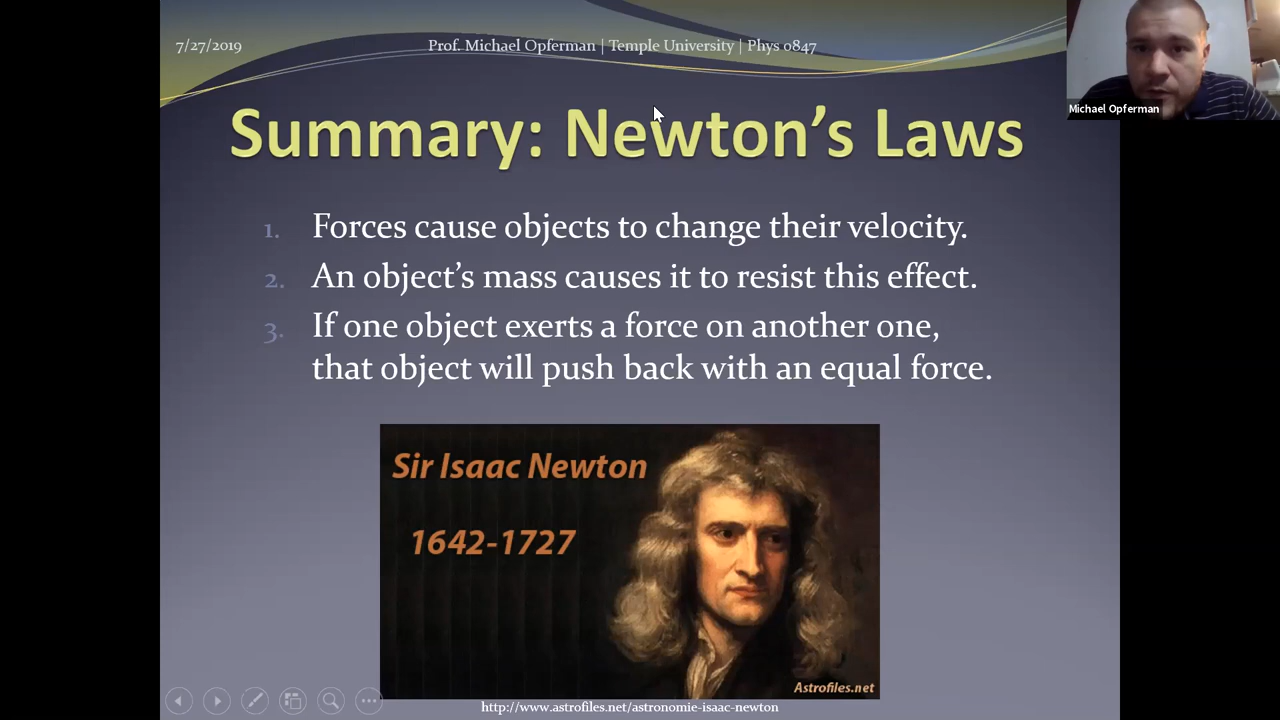 7/27/2019
Prof. Michael Opferman | Temple University | Phys 0847
Michael Opferman
Summary: Newton’s Laws
1. Forces cause objects to change their velocity.
2. An object’s mass causes it to resist this effect.
3. If one object exerts a force on another one,
that object will push back with an equal force.
Sir Isaac Newton
1642-1727
Astrofiles.net
http://www.astrofiles.net/astronomie-isaac-newton